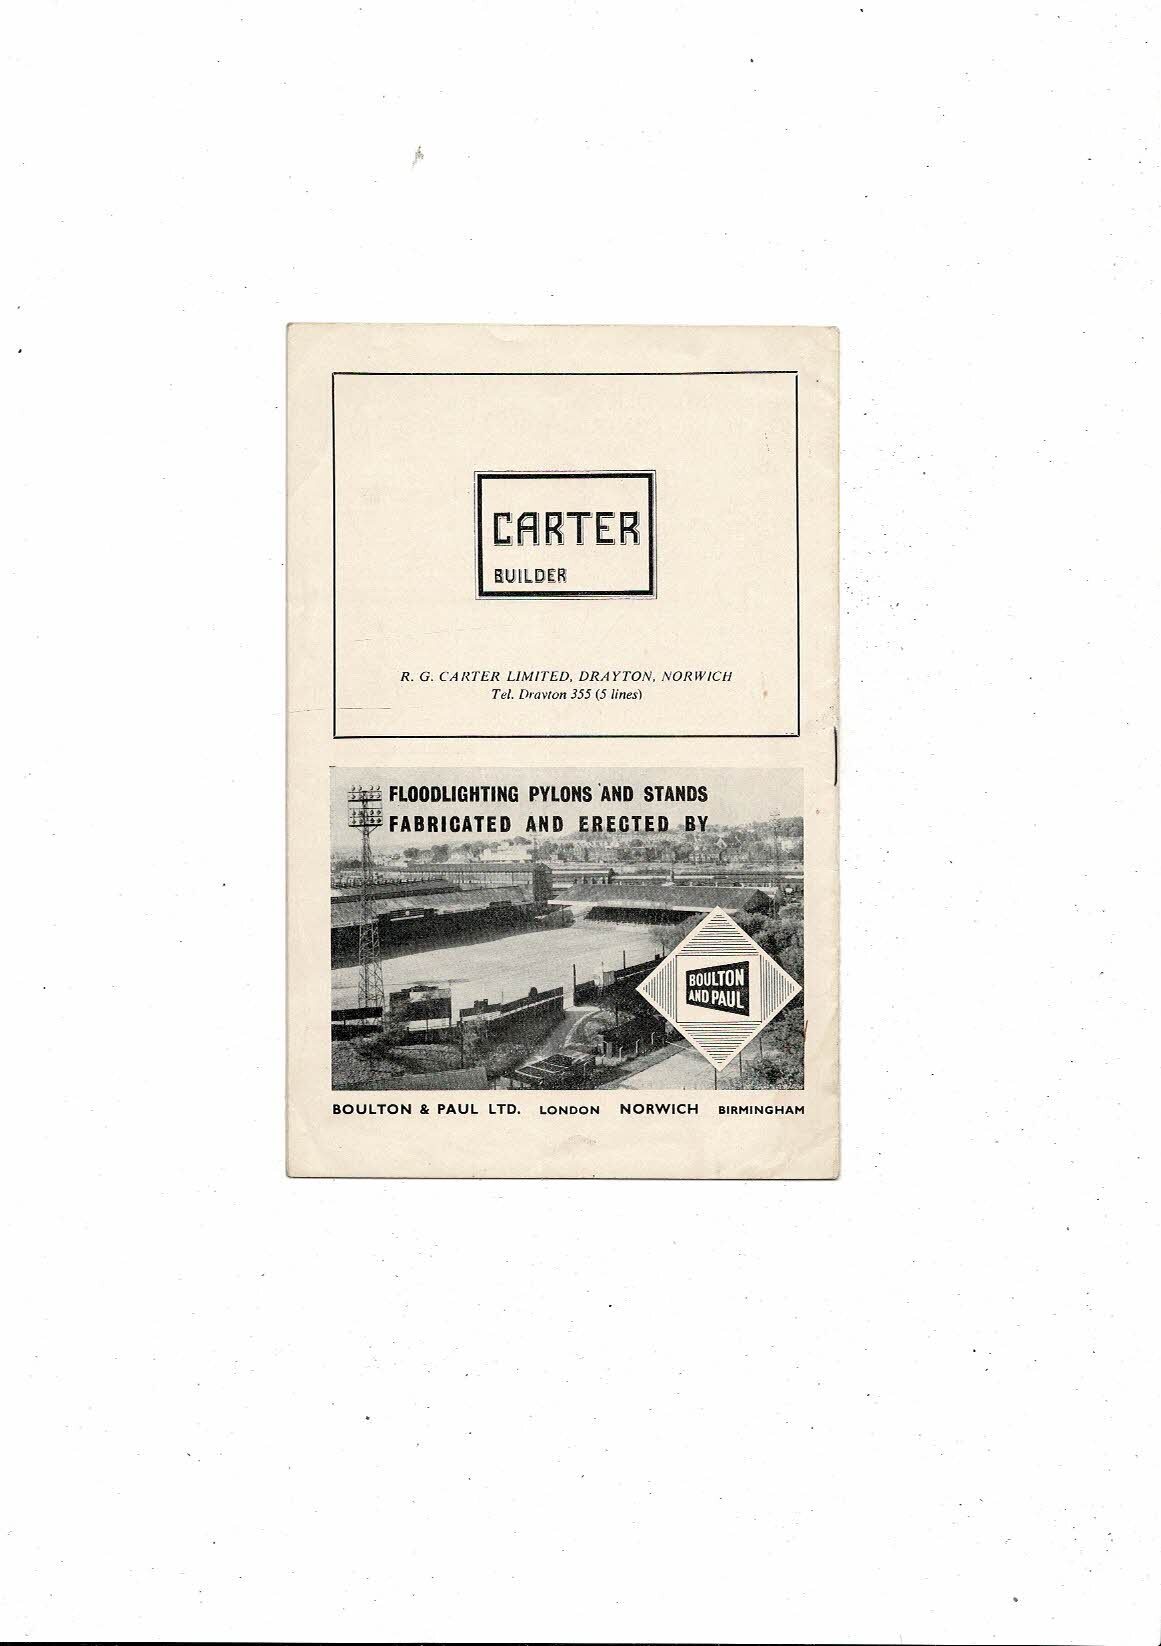 CARTER
BUILDER
R. G. CARTER LIMITED, DRAYTON, NORWICH
Tel. Drayton 355 (5 lines)
FLOODLIGHTING PYLONS AND STANDS
FABRICATED AND ERECTED BY
BOULTON
AND PAUL
BOULTON & PAUL LTD. LONDON NORWICH BIRMINGHAM